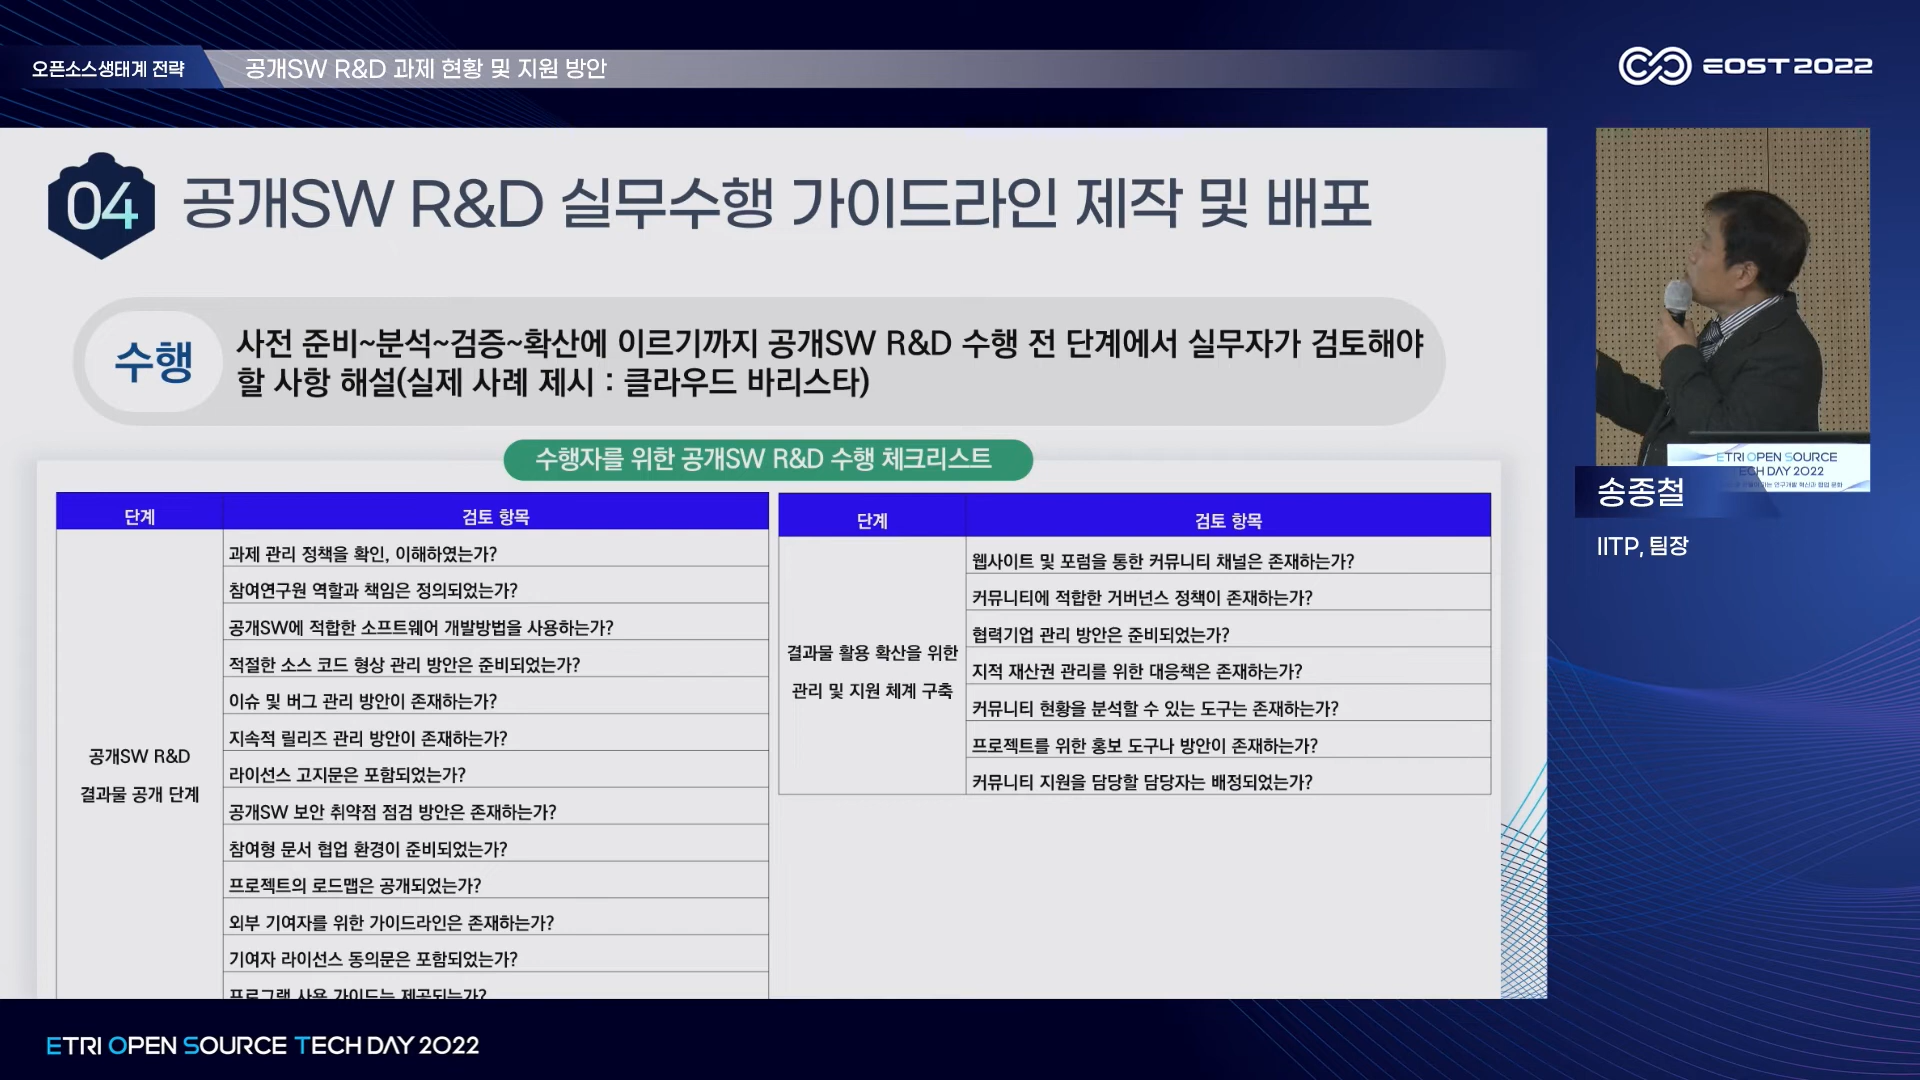 오픈소스생태계 전략
공개SW R&D 과제 현황 및 지원 방안
EOST 2022
04
공개SW R&D 실무수행 가이드라인 제작 및 배포
수행
사전 준비~분석~검증~확산에 이르기까지 공개SW R&D 수행 전 단계에서 실무자가 검토해야
할 사항 해설(실제 사례 제시 : 클라우드 바리스타)
수행자를 위한 공개SW R&D 수행 체크리스트
단계
검토 항목
공개SW R&D
결과물 공개 단계
과제 관리 정책을 확인, 이해하였는가?
참여연구원 역할과 책임은 정의되었는가?
공개SW에 적합한 소프트웨어 개발방법을 사용하는가?
적절한 소스 코드 형상 관리 방안은 준비되었는가?
이슈 및 버그 관리 방안이 존재하는가?
지속적 릴리즈 관리 방안이 존재하는가?
라이선스 고지문은 포함되었는가?
공개SW 보안 취약점 점검 방안은 존재하는가?
참여형 문서 협업 환경이 준비되었는가?
프로젝트의 로드맵은 공개되었는가?
외부 기여자를 위한 가이드라인은 존재하는가?
기여자 라이선스 동의문은 포함되었는가?
프로그램 사용 가이드는 제공되는가?
단계
검토 항목
결과물 활용 확산을 위한
관리 및 지원 체계 구축
웹사이트 및 포럼을 통한 커뮤니티 채널은 존재하는가?
커뮤니티에 적합한 거버넌스 정책이 존재하는가?
협력기업 관리 방안은 준비되었는가?
지적 재산권 관리를 위한 대응책은 존재하는가?
커뮤니티 현황을 분석할 수 있는 도구는 존재하는가?
프로젝트를 위한 홍보 도구나 방안이 존재하는가?
커뮤니티 지원을 담당할 담당자는 배정되었는가?
ETRI OPEN SOURCE
ECH DAY 2022
연구개발 혁신과 협업 문화
송종철
IITP, 팀장
ETRI OPEN SOURCE TECH DAY 2022